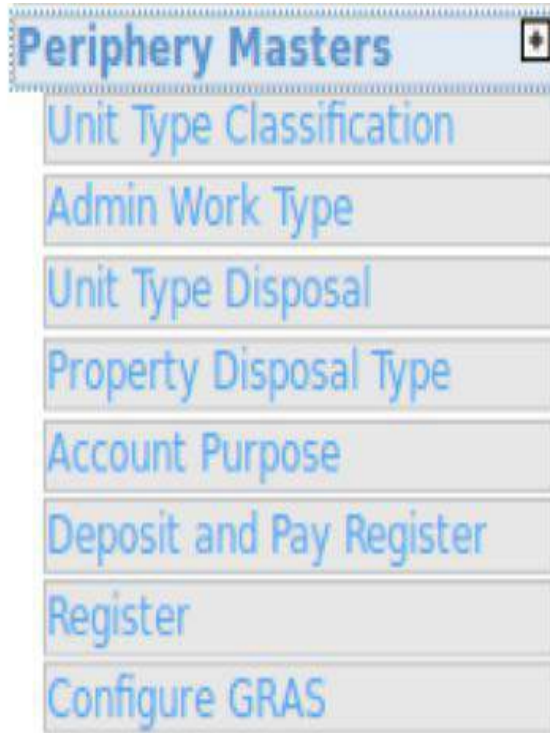 Periphery Masters
Unit Type Classification
Admin Work Type
Unit Type Disposal
Property Disposal Type
Account Purpose
Deposit and Pay Register
Register
Configure GRAS